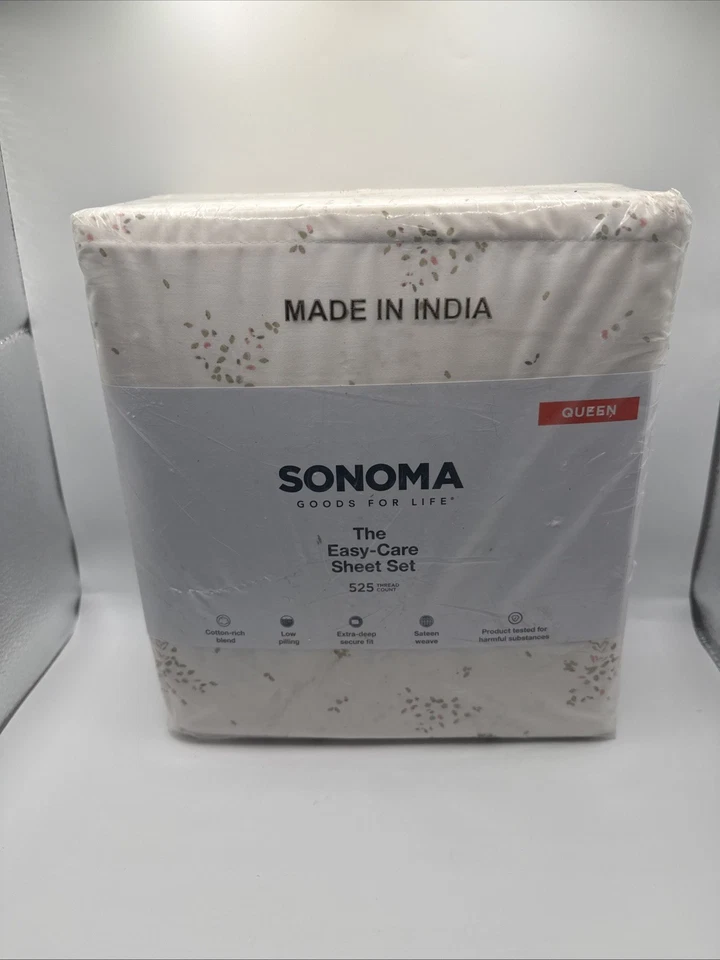 MADE IN INDIA
QUEEN
SONOMA
GOODS FOR LIFE®
The
Easy-Care
Sheet Set
525 THREAD
COUNT
Cotton-rich
blend
Low
pilling
Extra-deep
secure fit
Sateen
weave
Product tested for
harmful substances